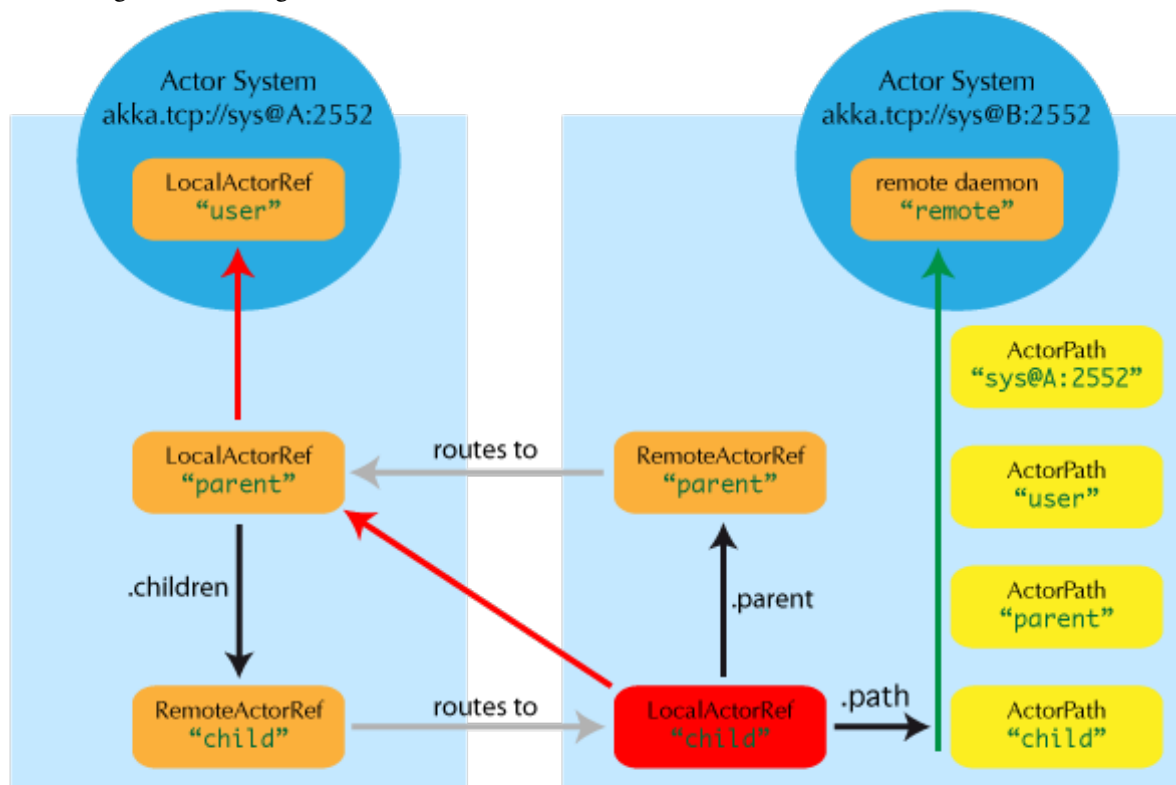 Actor System
akka.tcp://sys@A:2552
LocalActorRef
“user”
Actor System
akka.tcp://sys@B:2552
remote daemon
“remote”
ActorPath
“sys@A:2552”
LocalActorRef
“parent”
routes to
RemoteActorRef
“parent”
ActorPath
“user”
.children
.parent
ActorPath
“parent”
RemoteActorRef
“child”
routes to
LocalActorRef
“child”
.path
ActorPath
“child”